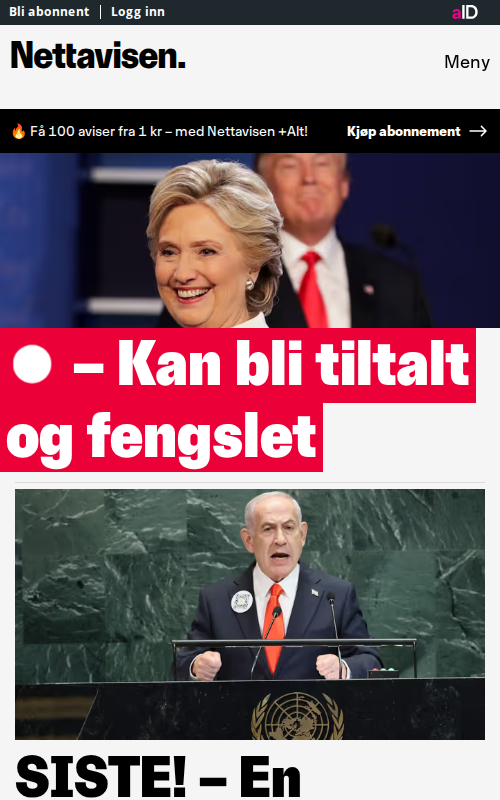 Bli abonnent | Logg inn
aID
Nettavisen.
Meny
🔥 Få 100 aviser fra 1 kr – med Nettavisen +Alt!
Kjøp abonnement →
– Kan bli tiltalt
og fengslet
SISTE! – En